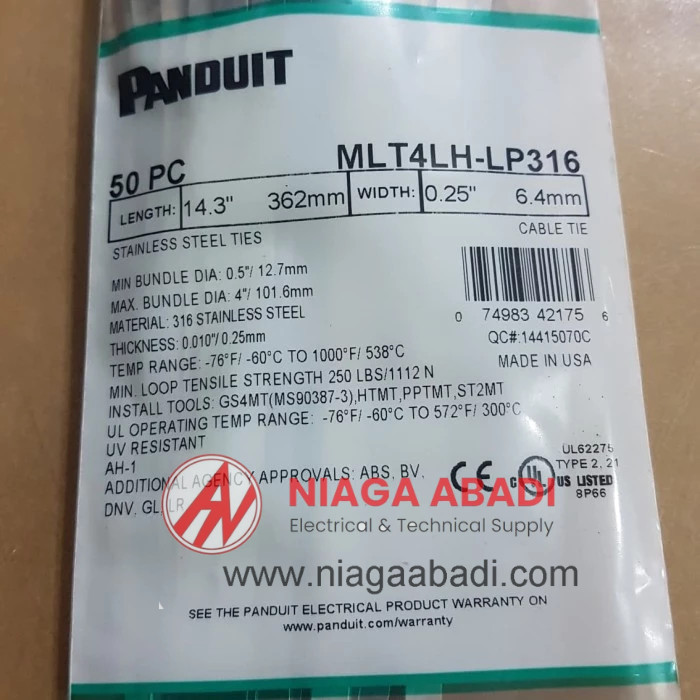 PANDUIT
50 PC
MLT4LH-LP316
LENGTH: 14.3" 362mm WIDTH: 0.25" 6.4mm
STAINLESS STEEL TIES
CABLE TIE
MIN BUNDLE DIA: 0.5"/ 12.7mm
MAX. BUNDLE DIA: 4"/ 101.6mm
MATERIAL: 316 STAINLESS STEEL
THICKNESS: 0.010"/ 0.25mm
TEMP RANGE: -76°F/ -60°C TO 1000°F/ 538°C
MIN. LOOP TENSILE STRENGTH 250 LBS/1112 N
INSTALL TOOLS: GS4MT(MS90387-3),HTMT,PPTMT,ST2MT
UL OPERATING TEMP RANGE: -76°F/ -60°C TO 572°F/ 300°C
UV RESISTANT
AH-1
ADDITIONAL AGENCY APPROVALS: ABS, BV,
DNV, GL, LR
0 74983 42175 6
QC#:14415070C
MADE IN USA
CE
c UL US LISTED
UL62275
TYPE 2, 21
8P66
NIAGA ABADI
Electrical & Technical Supply
www.niagaabadi.com
SEE THE PANDUIT ELECTRICAL PRODUCT WARRANTY ON
www.panduit.com/warranty